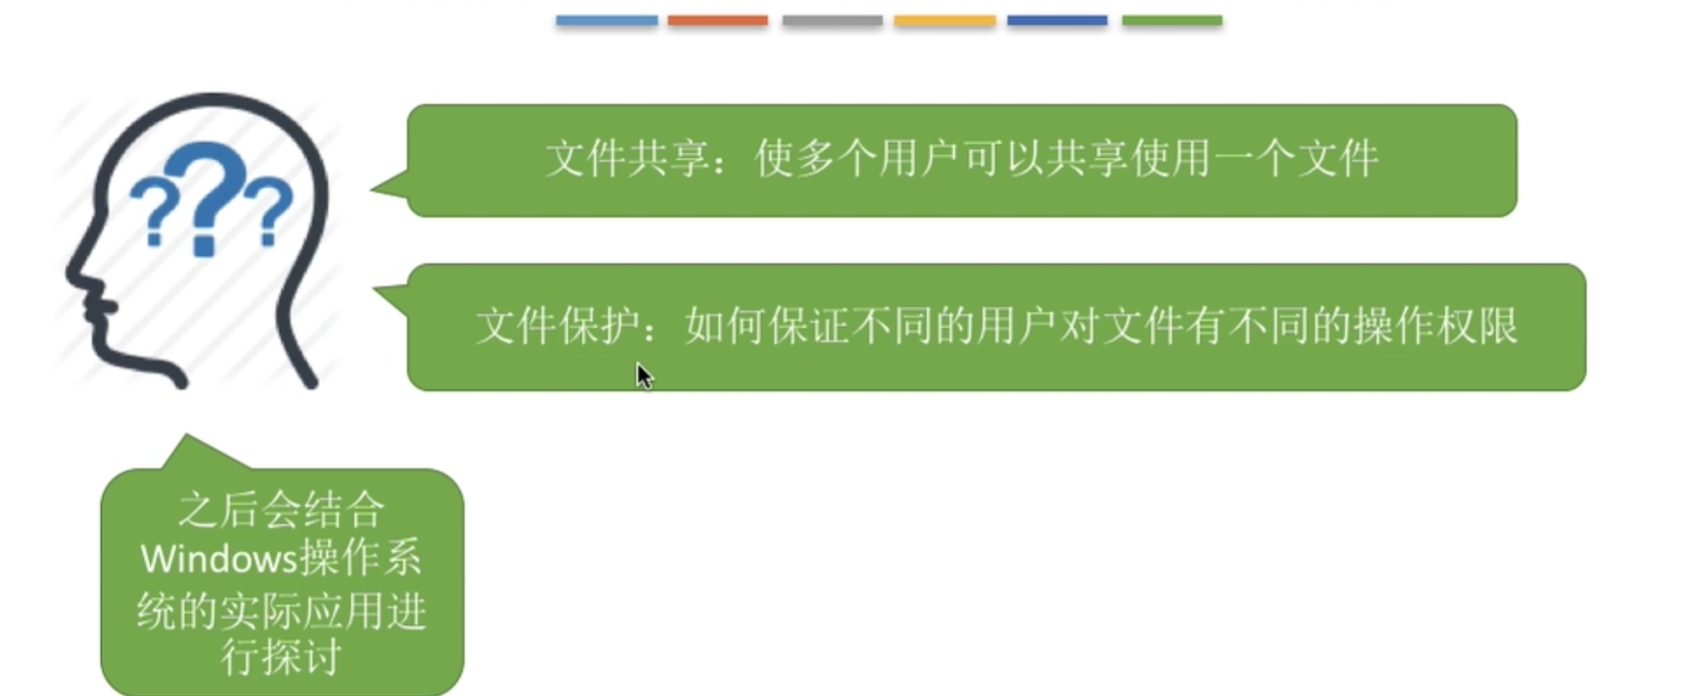 文件共享：使多个用户可以共享使用一个文件
文件保护：如何保证不同的用户对文件有不同的操作权限
之后会结合
Windows操作系
统的实际应用进
行探讨